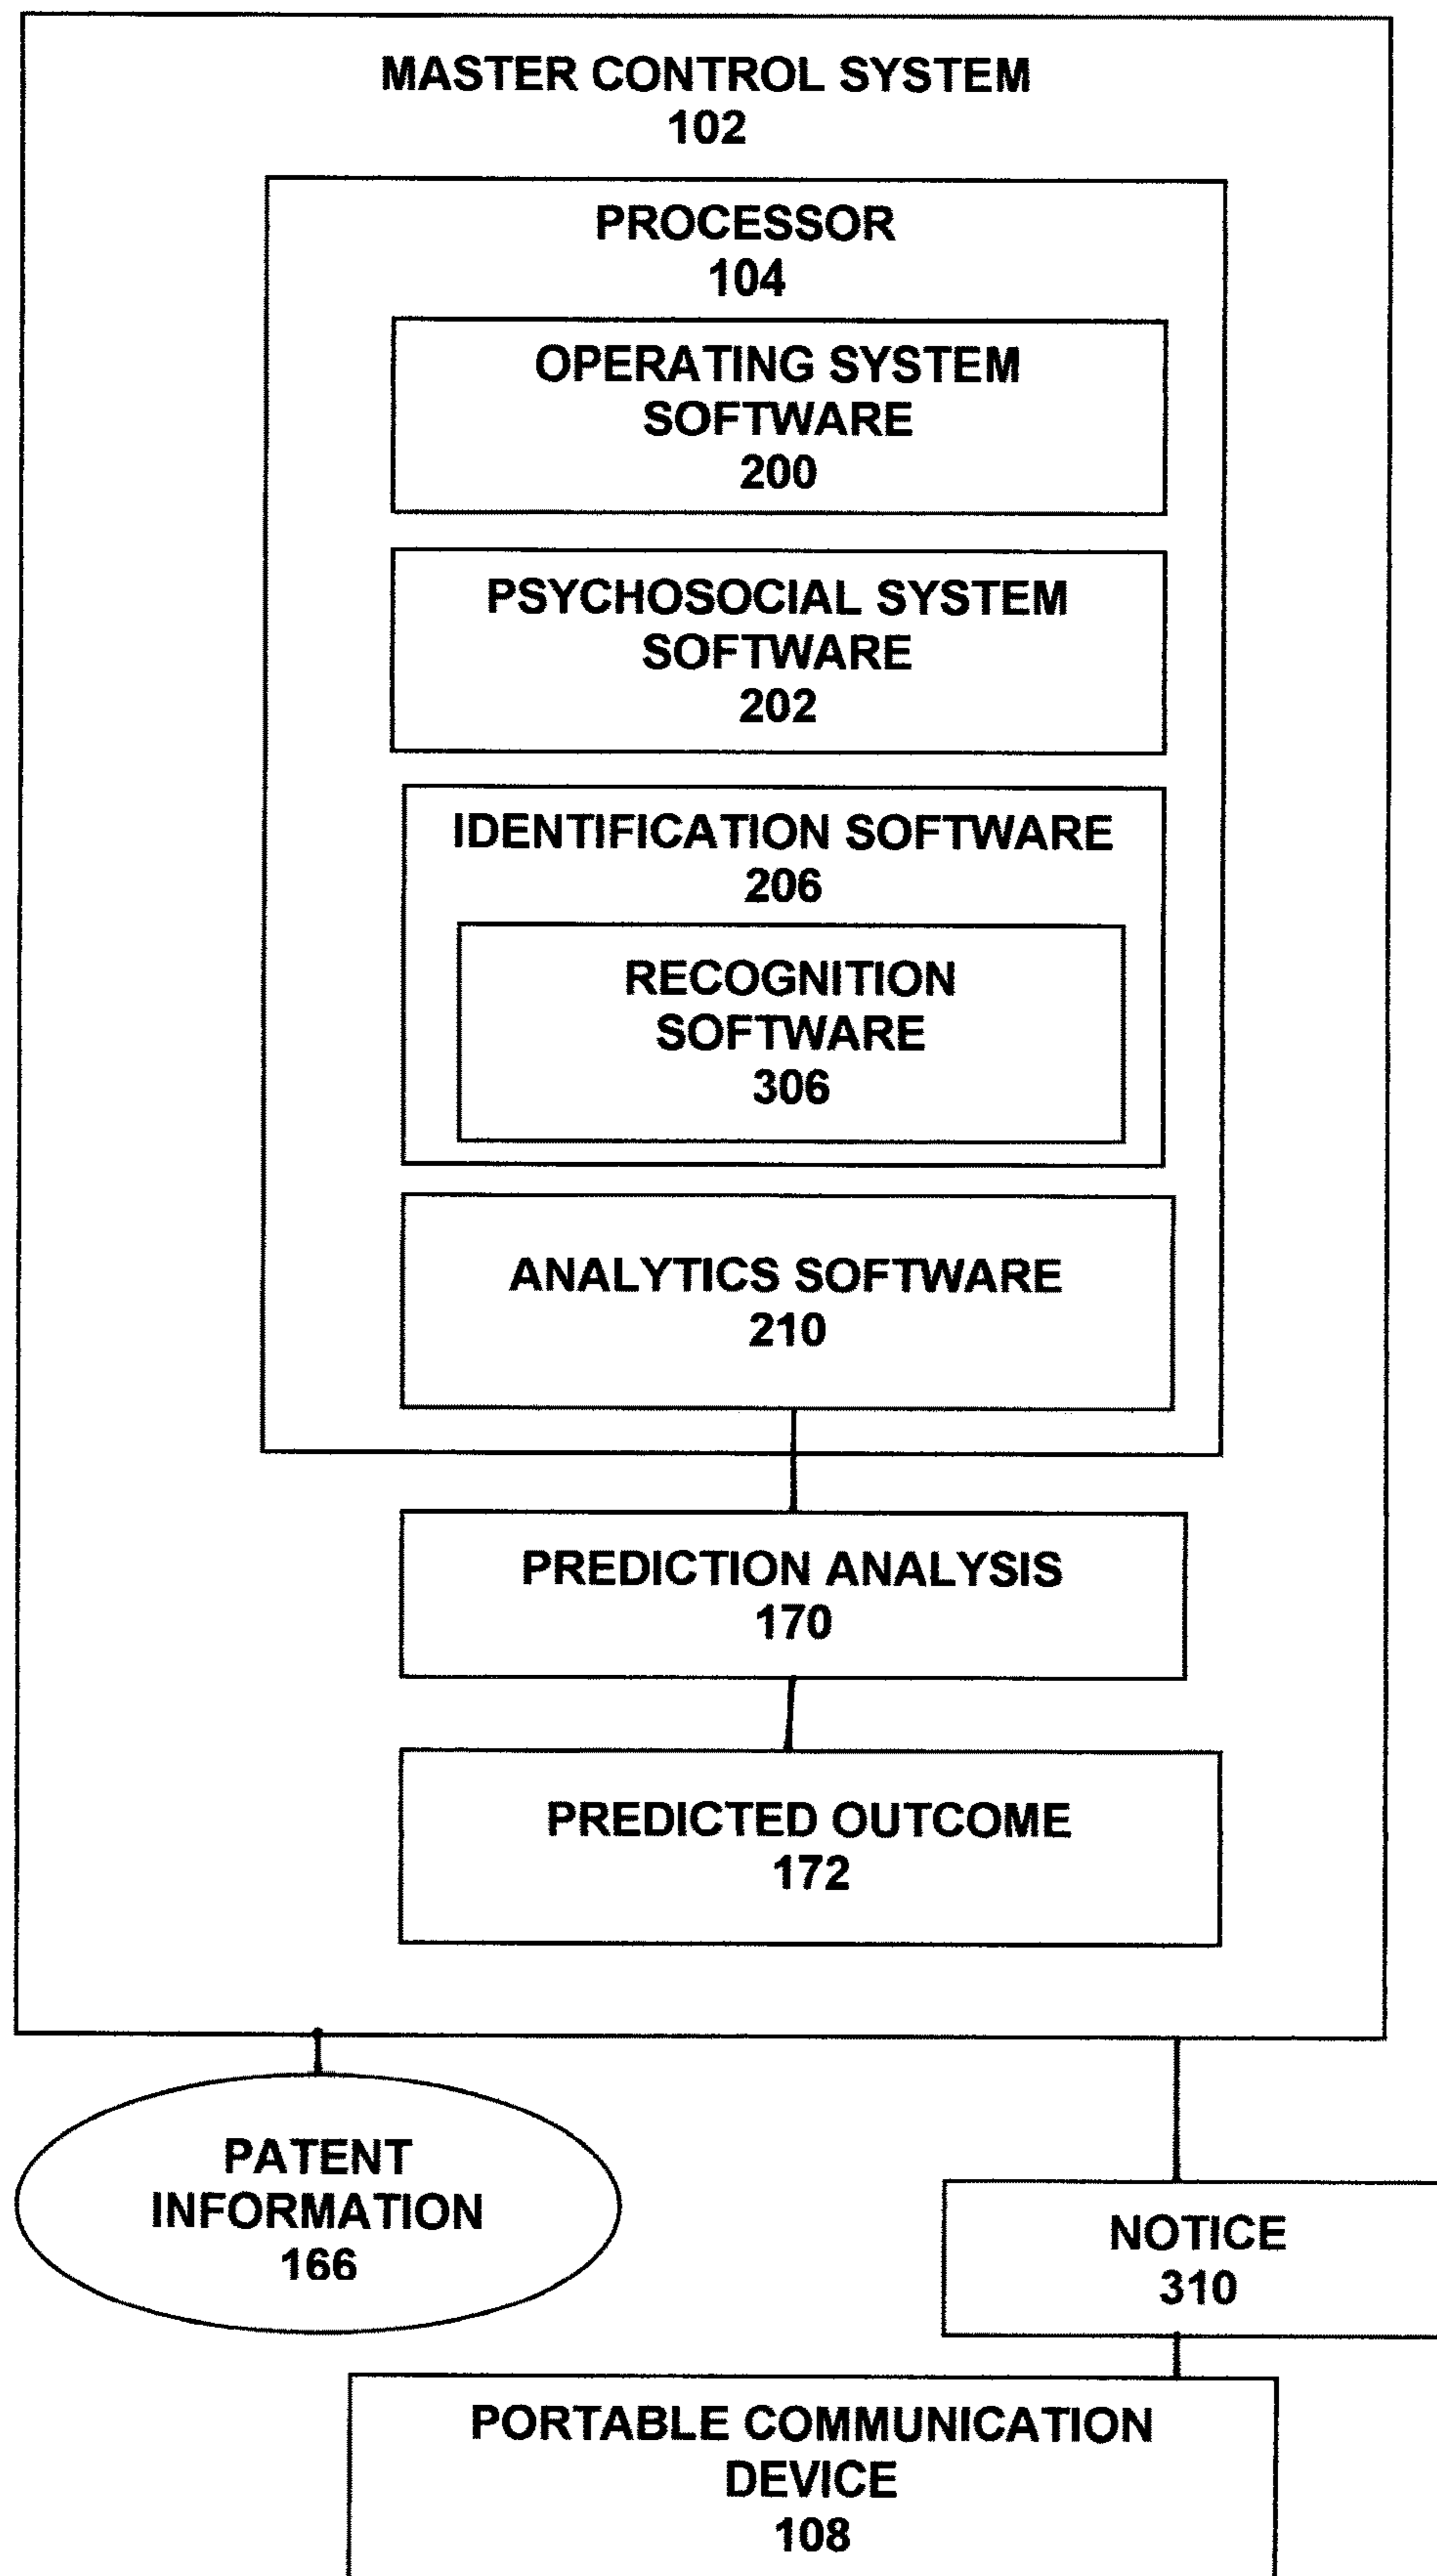 MASTER CONTROL SYSTEM
102
PROCESSOR
104
OPERATING SYSTEM
SOFTWARE
200
PSYCHOSOCIAL SYSTEM
SOFTWARE
202
IDENTIFICATION SOFTWARE
206
RECOGNITION
SOFTWARE
306
ANALYTICS SOFTWARE
210
PREDICTION ANALYSIS
170
PREDICTED OUTCOME
172
PATENT
INFORMATION
166
NOTICE
310
PORTABLE COMMUNICATION
DEVICE
108